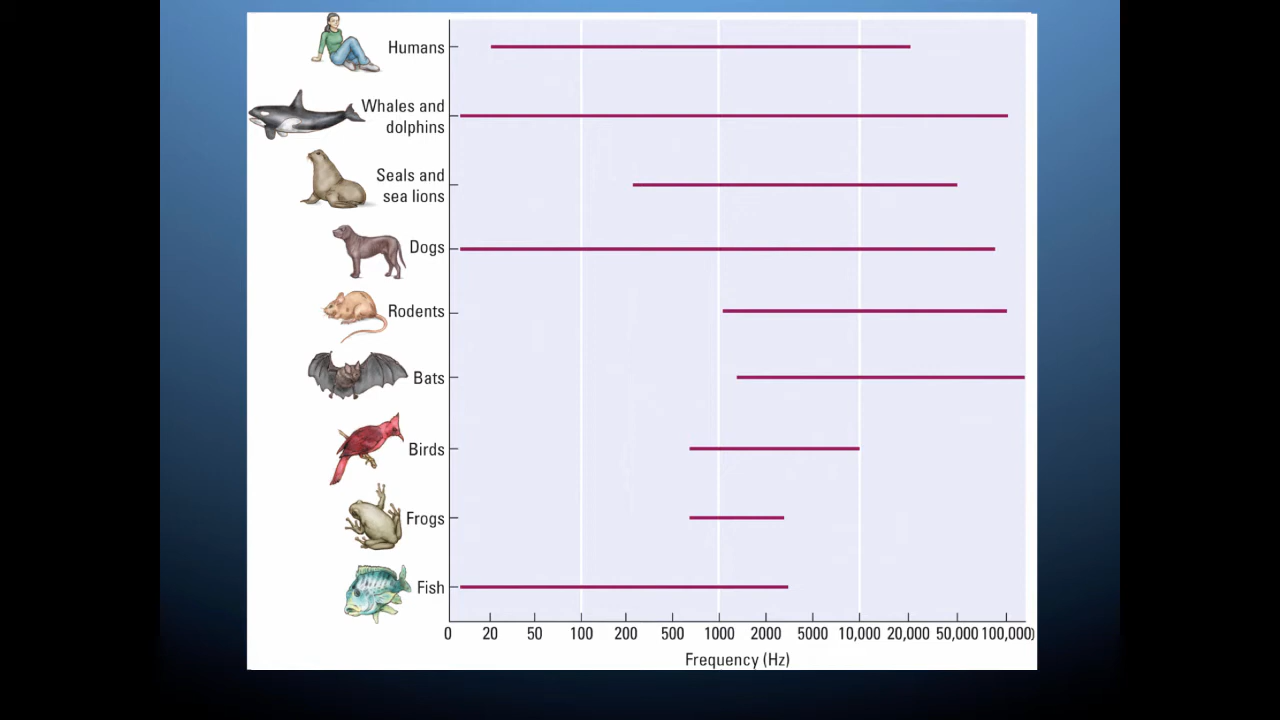 Humans
Whales and
dolphins
Seals and
sea lions
Dogs
Rodents
Bats
Birds
Frogs
Fish
0 20 50 100 200 500 1000 2000 5000 10,000 20,000 50,000 100,000
Frequency (Hz)